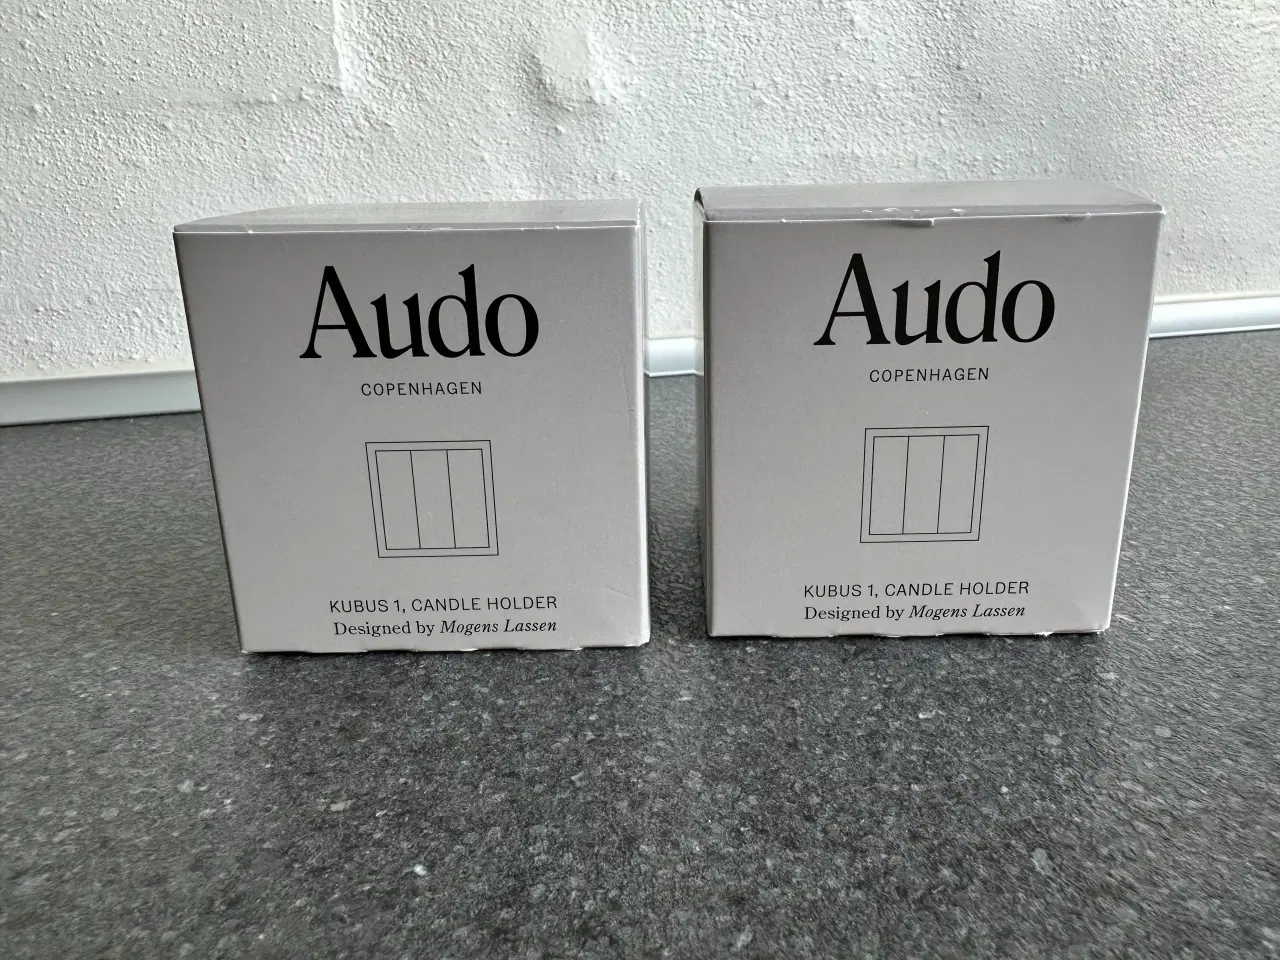 Audo
COPENHAGEN
KUBUS 1, CANDLE HOLDER
Designed by Mogens Lassen
Audo
COPENHAGEN
KUBUS 1, CANDLE HOLDER
Designed by Mogens Lassen